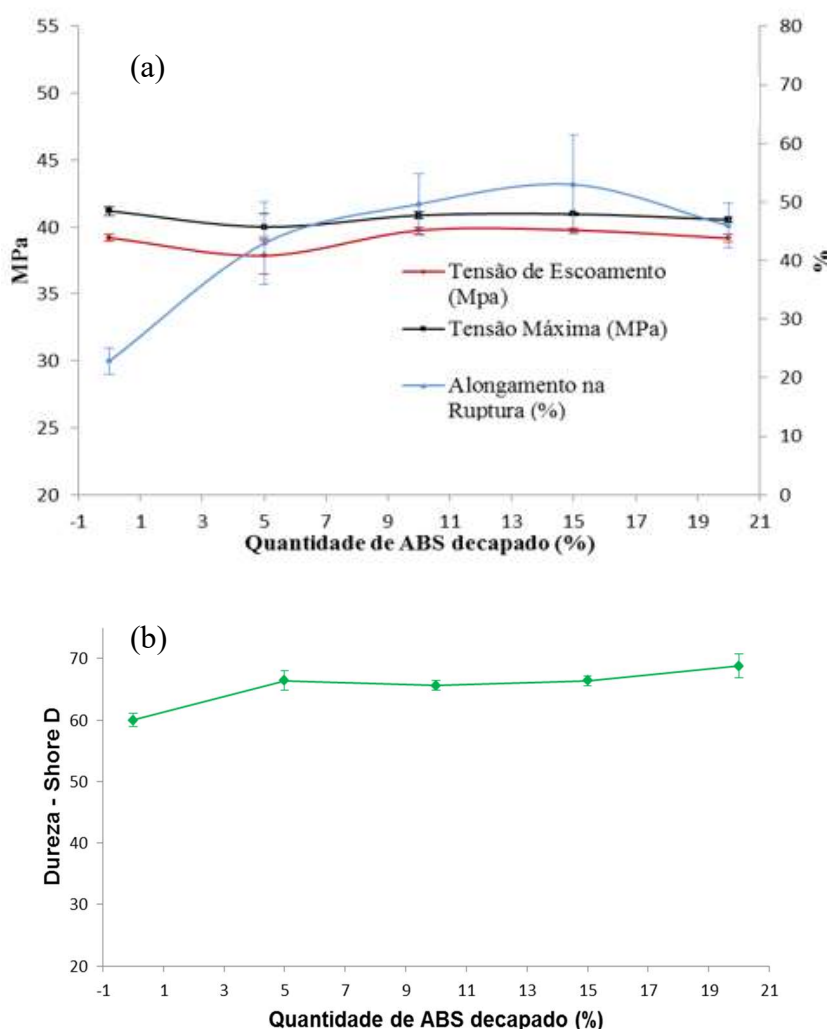 (a)
55
50
45
40
35
30
25
20
MPa
80
70
60
50
40
30
20
10
0
%
Tensão de Escoamento
(Mpa)
Tensão Máxima (MPa)
Alongamento na
Ruptura (%)
-1 1 3 5 7 9 11 13 15 17 19 21
Quantidade de ABS decapado (%)
(b)
70
60
50
40
30
20
Dureza - Shore D
-1 1 3 5 7 9 11 13 15 17 19 21
Quantidade de ABS decapado (%)